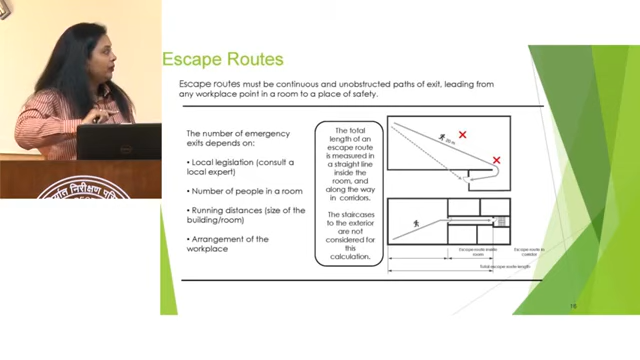 Escape Routes
Escape routes must be continuous and unobstructed paths of exit, leading from
any workplace point in a room to a place of safety.
The number of emergency
exits depends on:
• Local legislation (consult a
local expert)
• Number of people in a room
• Running distances (size of the
building/room)
• Arrangement of the
workplace
The total
length of an
escape route is
measured in a
straight line
inside the
room, and
along the way
in corridors.
The staircases
to the exterior
are not
considered for
this
calculation.
Escape route inside
room
Escape route in
corridor
Total escape route length